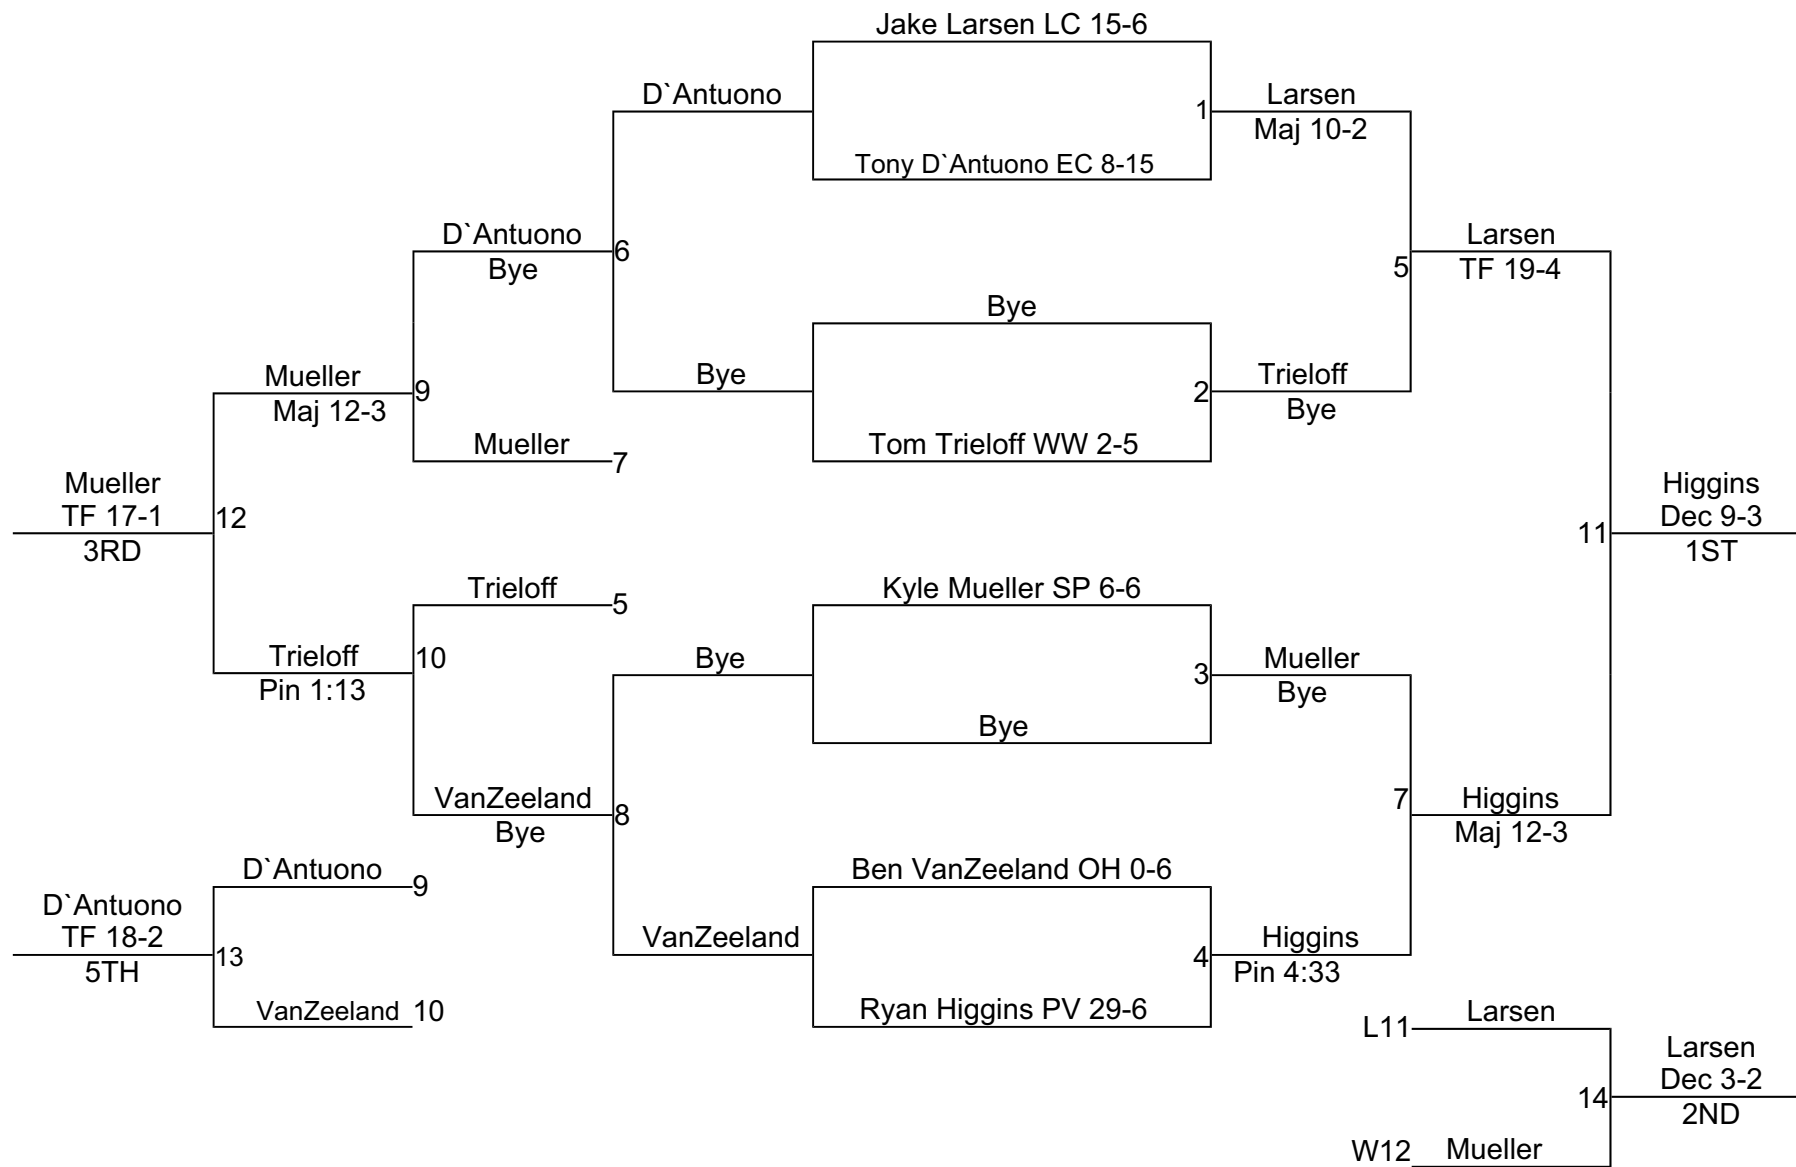 Jake Larsen LC 15-6
D`Antuono
1
Larsen
Maj 10-2
Tony D`Antuono EC 8-15
D`Antuono
Bye
6
5
Larsen
TF 19-4
Bye
Mueller
Maj 12-3
9
Bye
2
Trieloff
Bye
Mueller
7
Tom Trieloff WW 2-5
Mueller
TF 17-1
3RD
12
11
Higgins
Dec 9-3
1ST
Trieloff
5
Kyle Mueller SP 6-6
Trieloff
Pin 1:13
10
Bye
3
Mueller
Bye
Bye
VanZeeland
Bye
8
7
Higgins
Maj 12-3
D`Antuono
9
Ben VanZeeland OH 0-6
D`Antuono
TF 18-2
5TH
13
VanZeeland
4
Higgins
Pin 4:33
VanZeeland
10
Ryan Higgins PV 29-6
L11
Larsen
14
Larsen
Dec 3-2
2ND
W12
Mueller